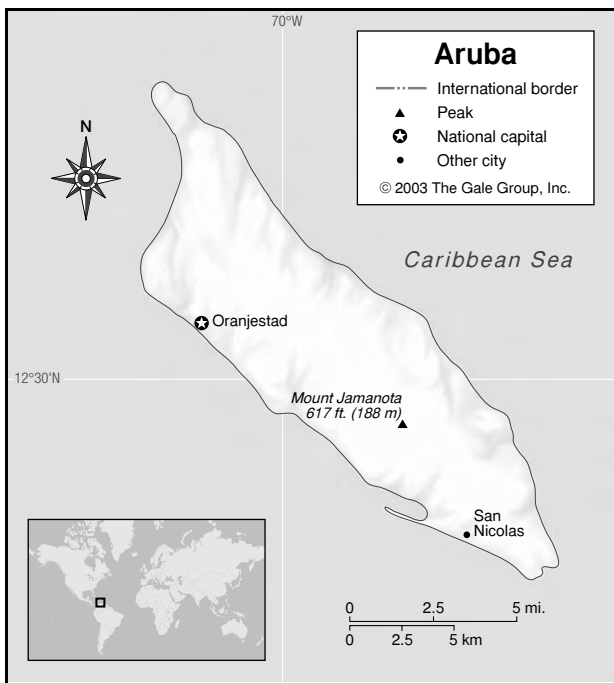 70°W
Aruba
International border
Peak
National capital
Other city
© 2003 The Gale Group, Inc.
N
Caribbean Sea
Oranjestad
12°30'N
Mount Jamanota
617 ft. (188 m)
San
Nicolas
0 2.5 5 mi.
0 2.5 5 km